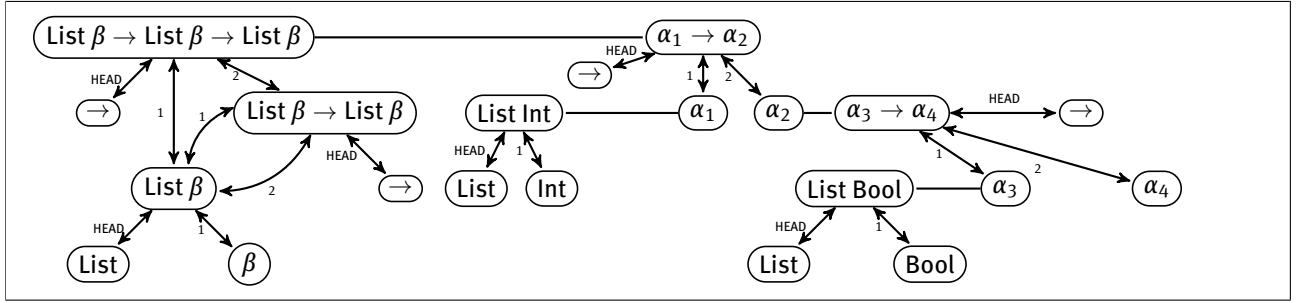 List β → List β → List β
α₁ → α₂
HEAD
HEAD
1
2
1
2
→
→
List β → List β
List Int
α₁
α₂
α₃ → α₄
HEAD
→
1
1
2
HEAD
HEAD
1
1
2
List β
→
List
Int
List Bool
α₃
α₄
HEAD
1
HEAD
1
List
β
List
Bool